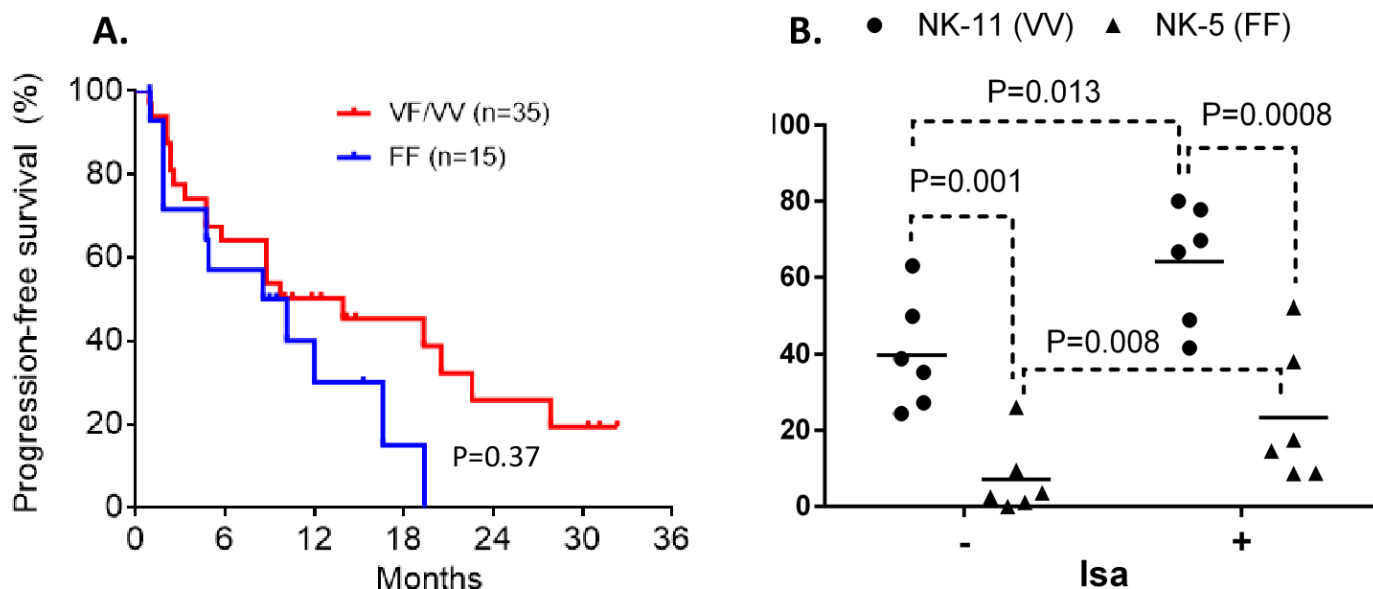 A.
Progression-free survival (%)
100
80
60
40
20
0
VF/VV (n=35)
FF (n=15)
P=0.37
0 6 12 18 24 30 36
Months
B.
NK-11 (VV) NK-5 (FF)
P=0.013
P=0.0008
P=0.001
P=0.008
100
80
60
40
20
0
- +
Isa